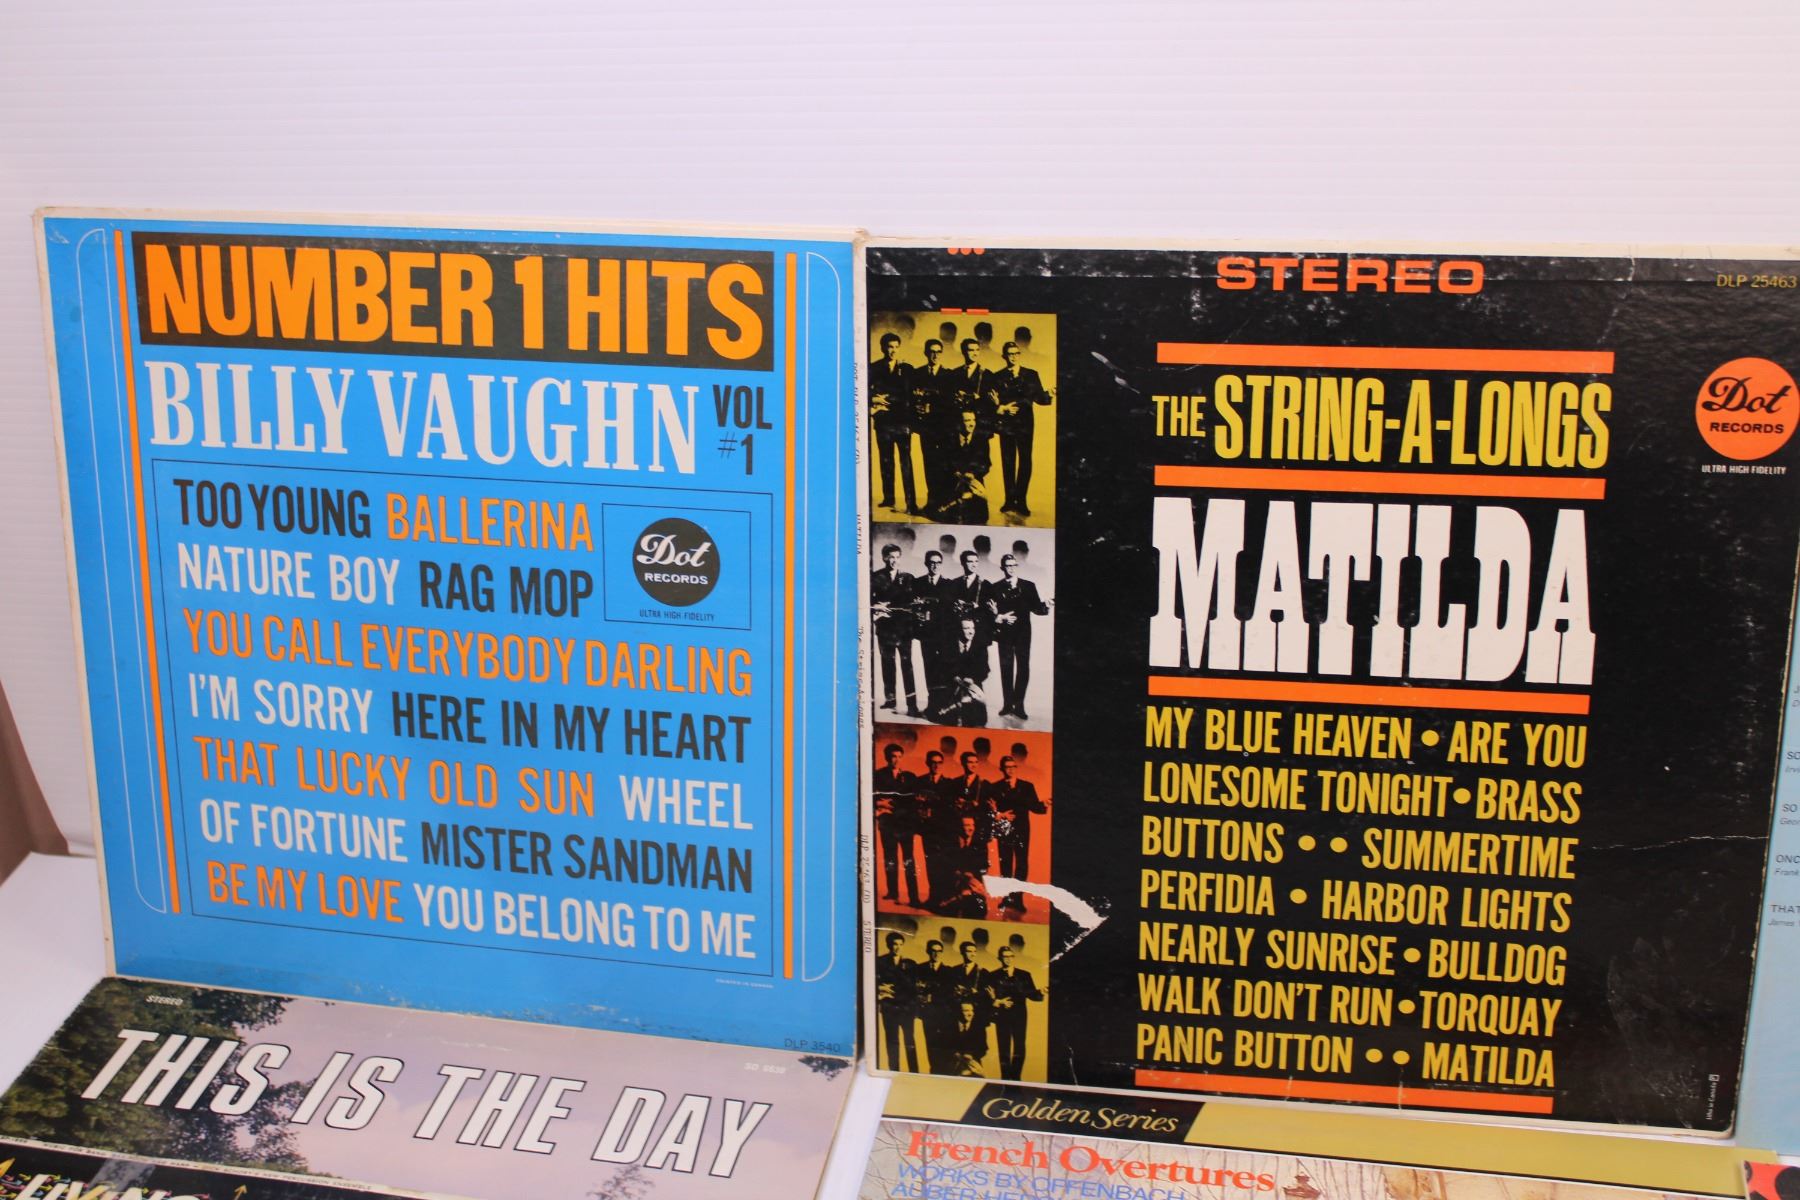 NUMBER 1 HITS
BILLY VAUGHN VOL #1
TOO YOUNG BALLERINA
NATURE BOY RAG MOP
YOU CALL EVERYBODY DARLING
I'M SORRY HERE IN MY HEART
THAT LUCKY OLD SUN WHEEL
OF FORTUNE MISTER SANDMAN
BE MY LOVE YOU BELONG TO ME
Dot
RECORDS
ULTRA HIGH FIDELITY
PRINTED IN CANADA
DLP 3540
STEREO
DLP 25463
THE STRING-A-LONGS
MATILDA
MY BLUE HEAVEN • ARE YOU
LONESOME TONIGHT • BRASS
BUTTONS • • SUMMERTIME
PERFIDIA • HARBOR LIGHTS
NEARLY SUNRISE • BULLDOG
WALK DON'T RUN • TORQUAY
PANIC BUTTON • • MATILDA
Dot
RECORDS
ULTRA HIGH FIDELITY
STEREO
THIS IS THE DAY
LIVING
Golden Series
French Overtures
WORKS BY OFFENBACH